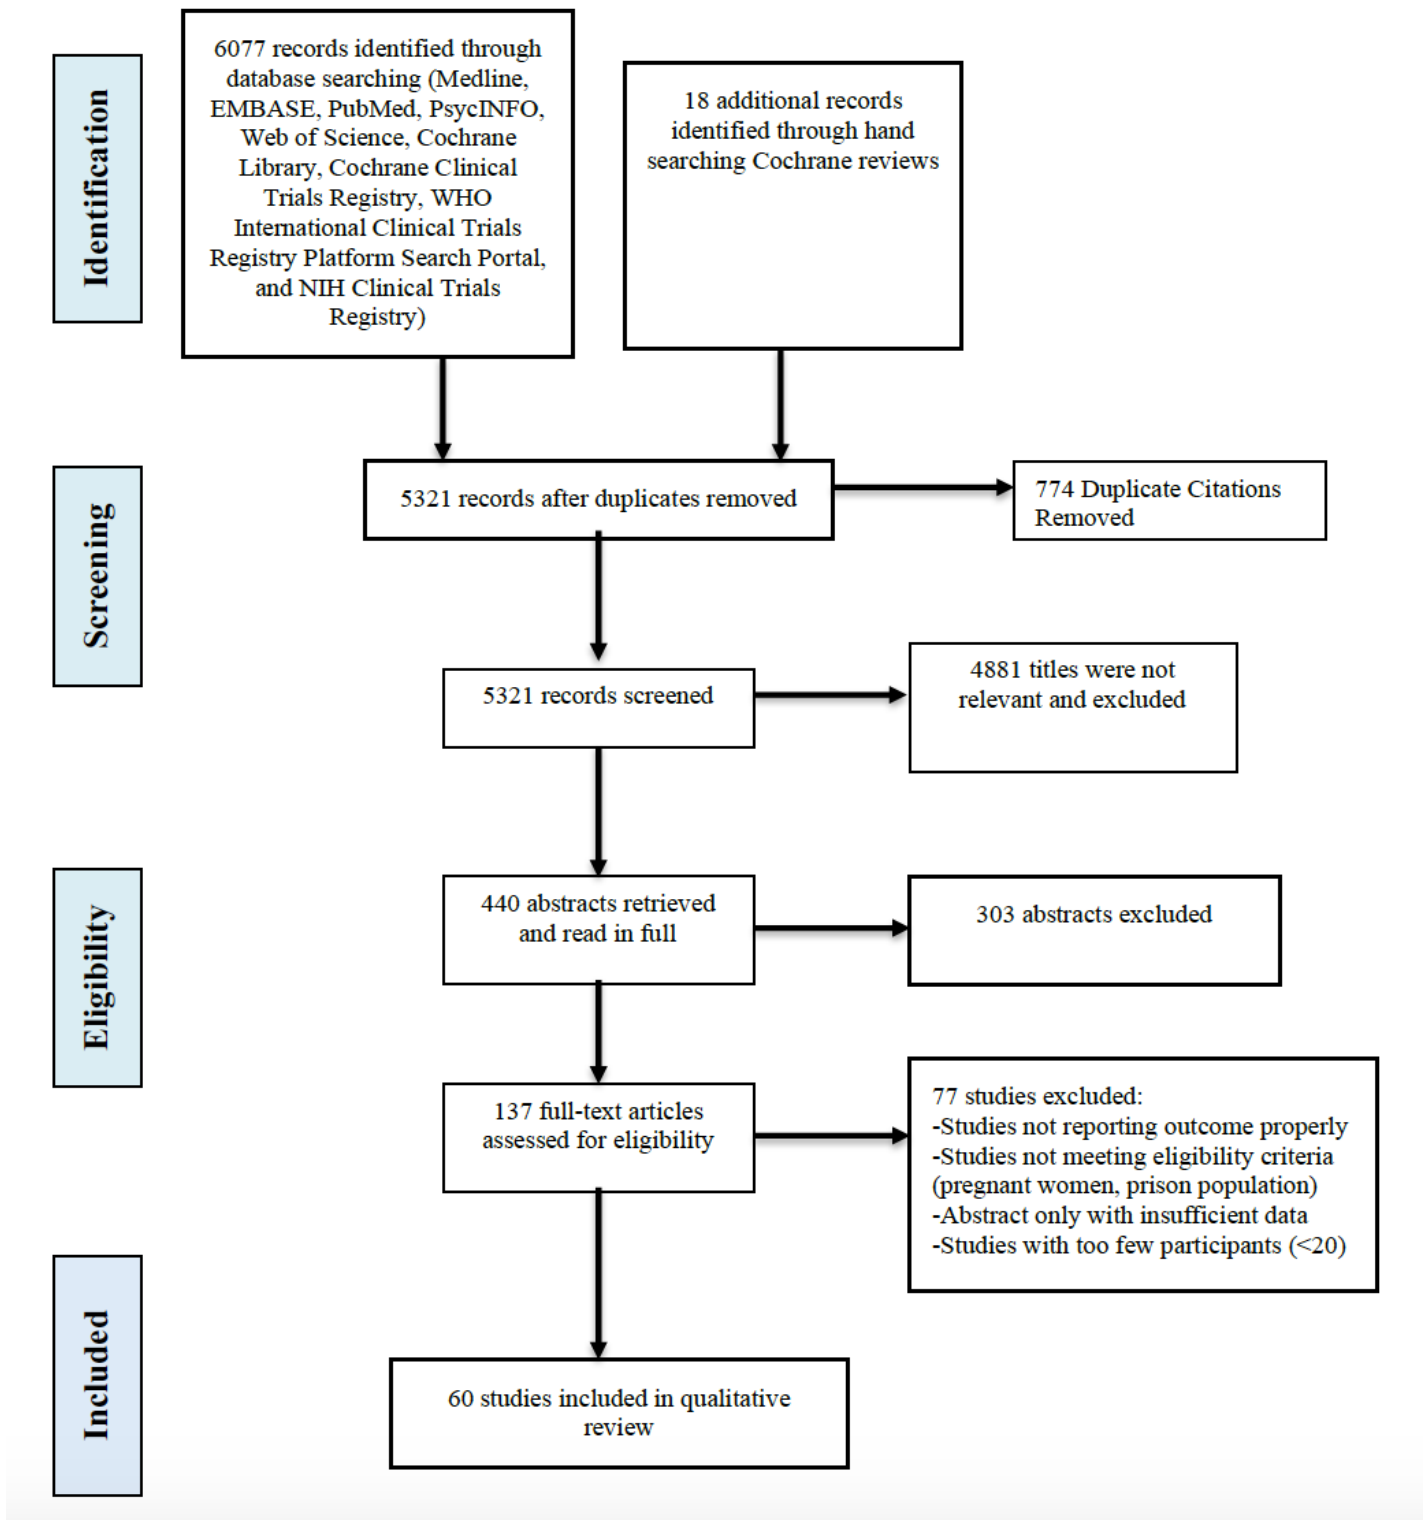 Identification
6077 records identified through
database searching (Medline,
EMBASE, PubMed, PsycINFO,
Web of Science, Cochrane
Library, Cochrane Clinical
Trials Registry, WHO
International Clinical Trials
Registry Platform Search Portal,
and NIH Clinical Trials
Registry)
18 additional records
identified through hand
searching Cochrane reviews
Screening
5321 records after duplicates removed
774 Duplicate Citations
Removed
5321 records screened
4881 titles were not
relevant and excluded
Eligibility
440 abstracts retrieved
and read in full
303 abstracts excluded
137 full-text articles
assessed for eligibility
77 studies excluded:
-Studies not reporting outcome properly
-Studies not meeting eligibility criteria
(pregnant women, prison population)
-Abstract only with insufficient data
-Studies with too few participants (<20)
Included
60 studies included in qualitative
review